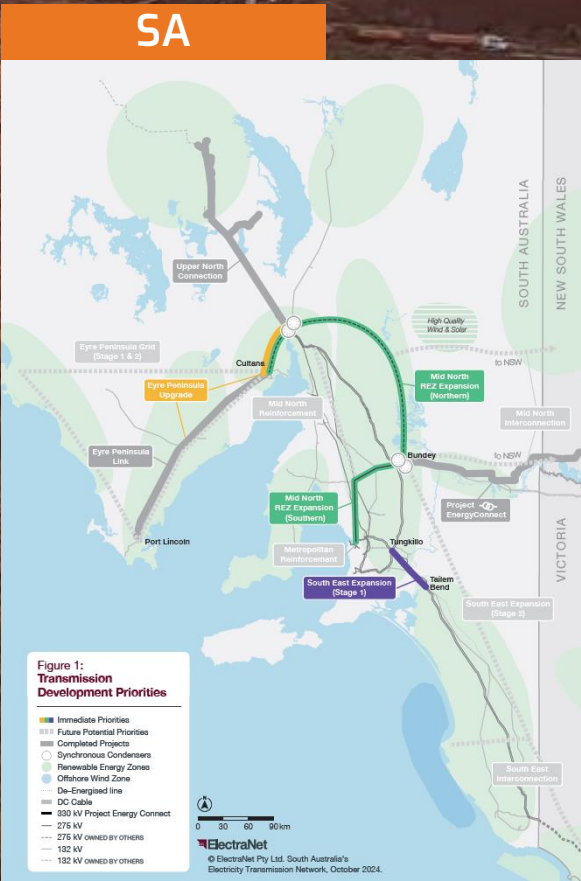 SA
SOUTH AUSTRALIA
NEW SOUTH WALES
Upper North
Connection
High Quality
Wind & Solar
Eyre Peninsula Grid
(Stage 1 & 2)
Cultana
to NSW
Eyre Peninsula
Upgrade
Mid North
REZ Expansion
(Northern)
Mid North
Reinforcement
Mid North
Interconnection
Eyre Peninsula
Link
Bundey
to NSW
Mid North
REZ Expansion
(Southern)
Project
EnergyConnect
Port Lincoln
Metropolitan
Reinforcement
Tungkillo
VICTORIA
South East Expansion
(Stage 1)
Tailem
Bend
South East Expansion
(Stage 2)
South East
Interconnection
Figure 1:
Transmission
Development Priorities
Immediate Priorities
Future Potential Priorities
Completed Projects
Synchronous Condensers
Renewable Energy Zones
Offshore Wind Zone
De-Energised line
DC Cable
330 kV Project Energy Connect
275 kV
275 kV OWNED BY OTHERS
132 kV
132 kV OWNED BY OTHERS
N
0 30 60 90km
ElectraNet
© ElectraNet Pty Ltd. South Australia's
Electricity Transmission Network, October 2024.